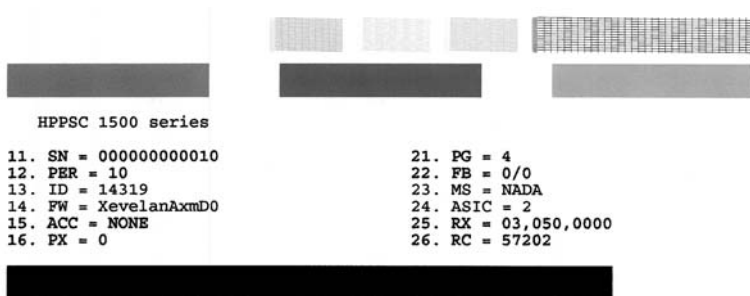 HPPSC 1500 series
11. SN = 000000000010
12. PER = 10
13. ID = 14319
14. FW = XevelanAxmD0
15. ACC = NONE
16. PX = 0
21. PG = 4
22. FB = 0/0
23. MS = NADA
24. ASIC = 2
25. RX = 03,050,0000
26. RC = 57202